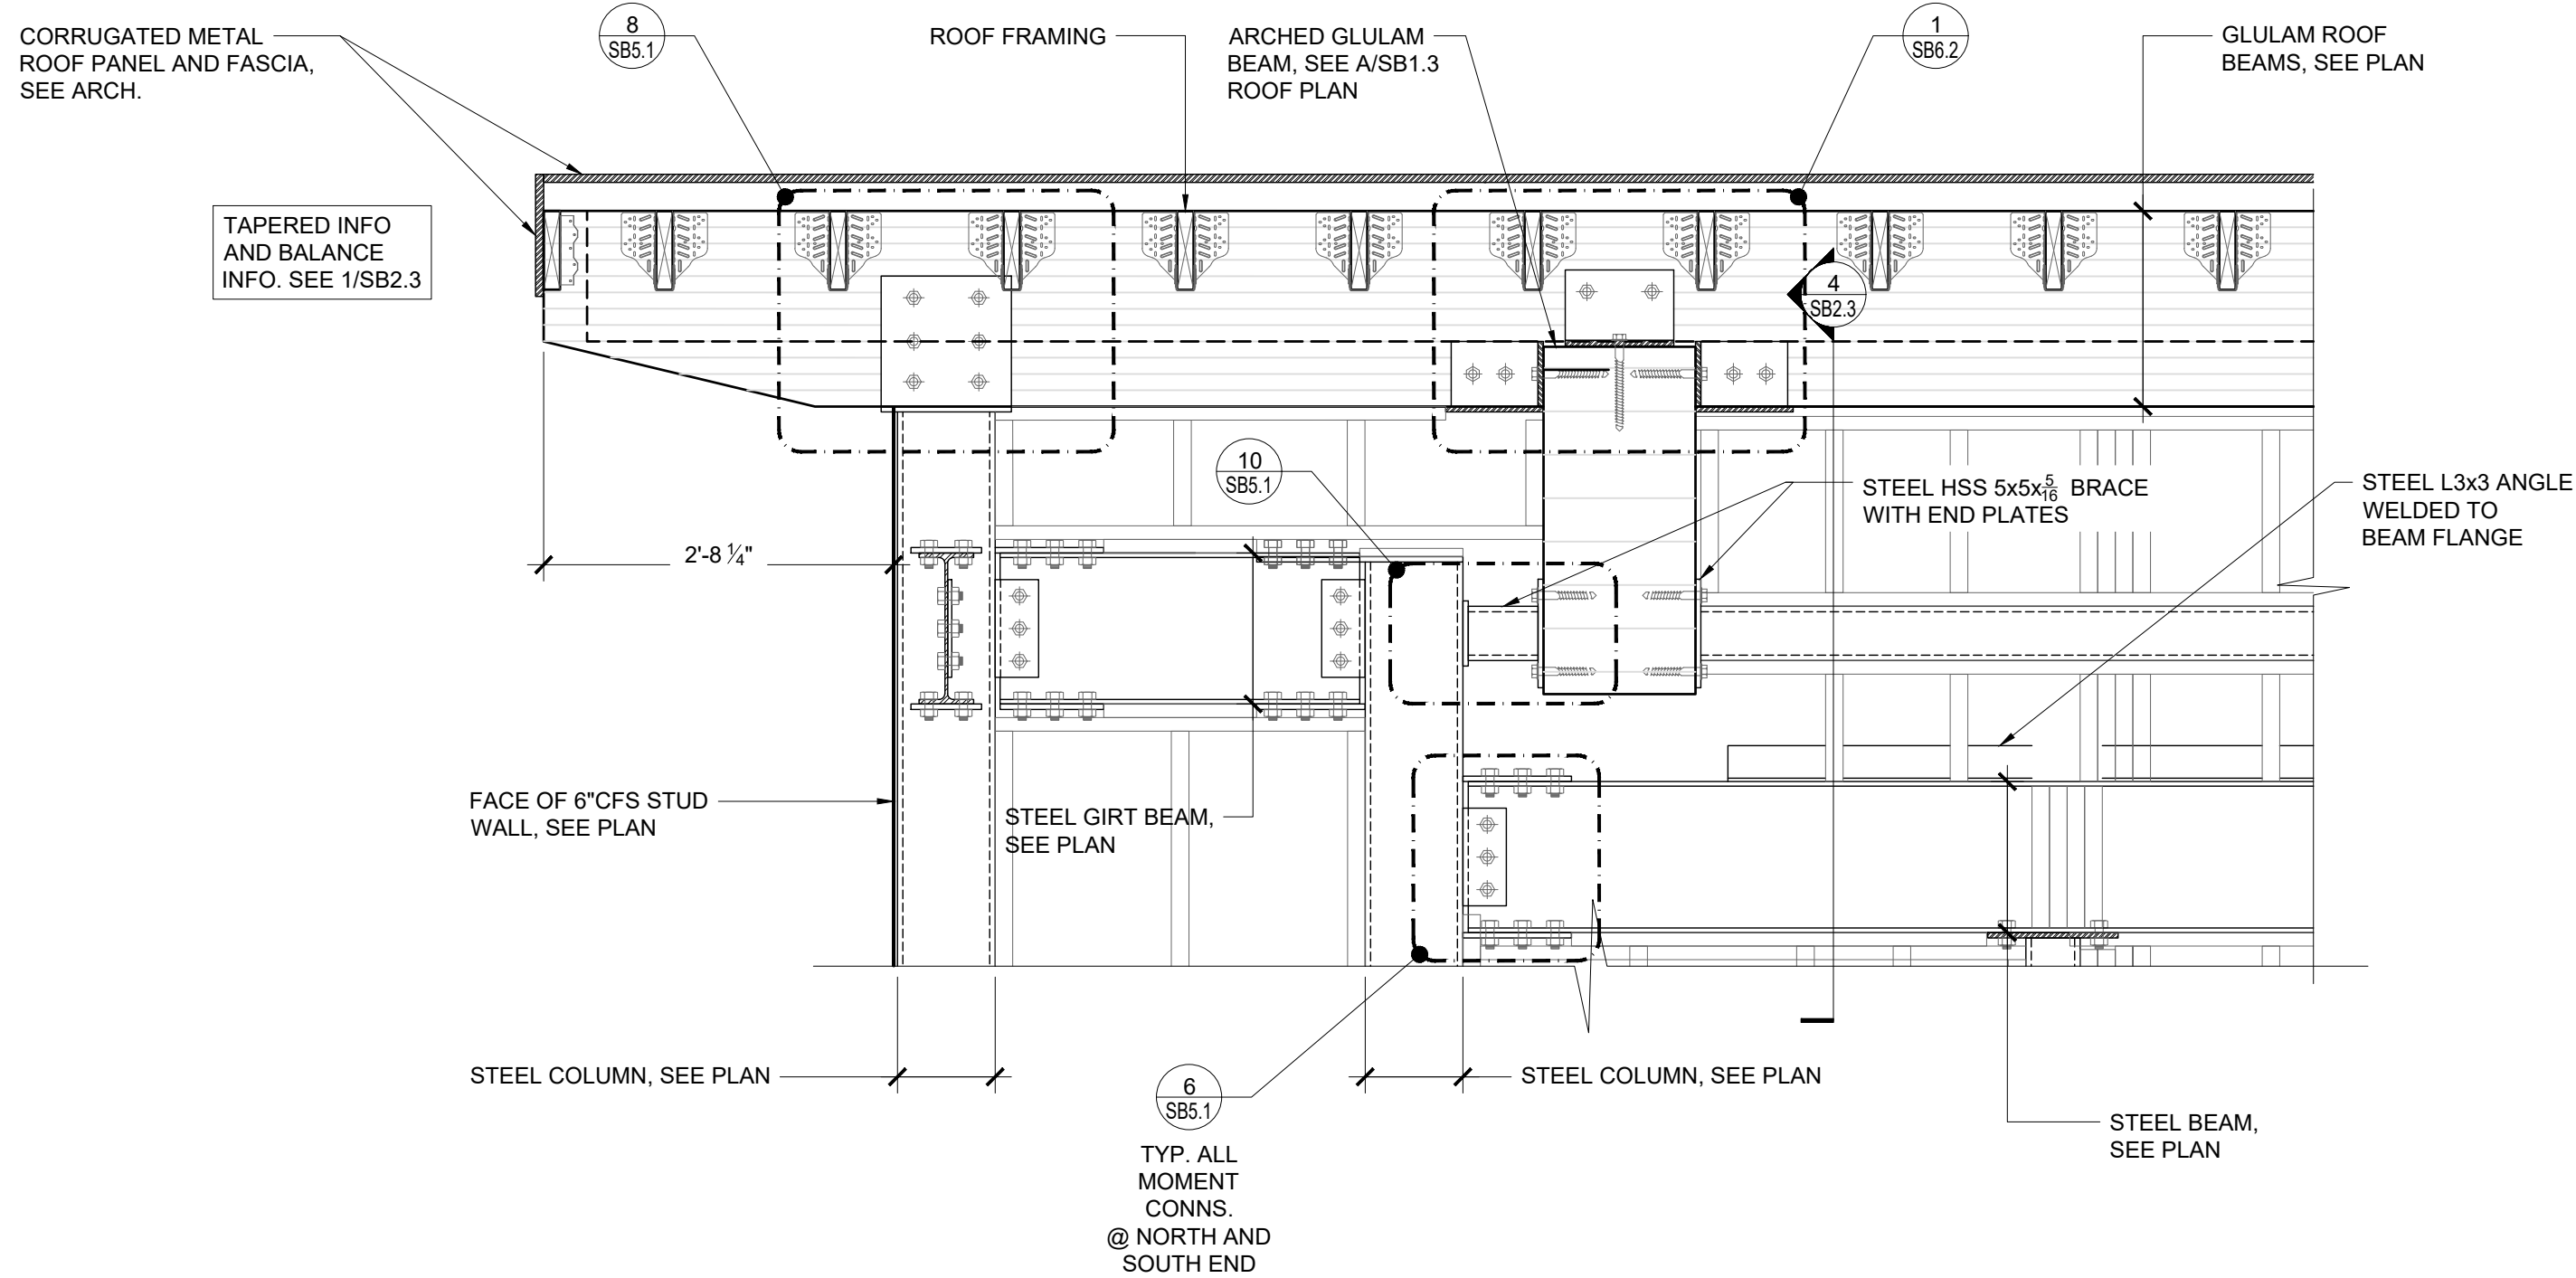 CORRUGATED METAL
ROOF PANEL AND FASCIA,
SEE ARCH.
8
SB5.1
ROOF FRAMING
ARCHED GLULAM
BEAM, SEE A/SB1.3
ROOF PLAN
1
SB6.2
GLULAM ROOF
BEAMS, SEE PLAN
TAPERED INFO
AND BALANCE
INFO. SEE 1/SB2.3
4
SB2.3
10
SB5.1
STEEL HSS 5x5x5/16 BRACE
WITH END PLATES
STEEL L3x3 ANGLE
WELDED TO
BEAM FLANGE
2'-8 1/4"
FACE OF 6"CFS STUD
WALL, SEE PLAN
STEEL GIRT BEAM,
SEE PLAN
STEEL COLUMN, SEE PLAN
6
SB5.1
TYP. ALL
MOMENT
CONNS.
@ NORTH AND
SOUTH END
STEEL COLUMN, SEE PLAN
STEEL BEAM,
SEE PLAN